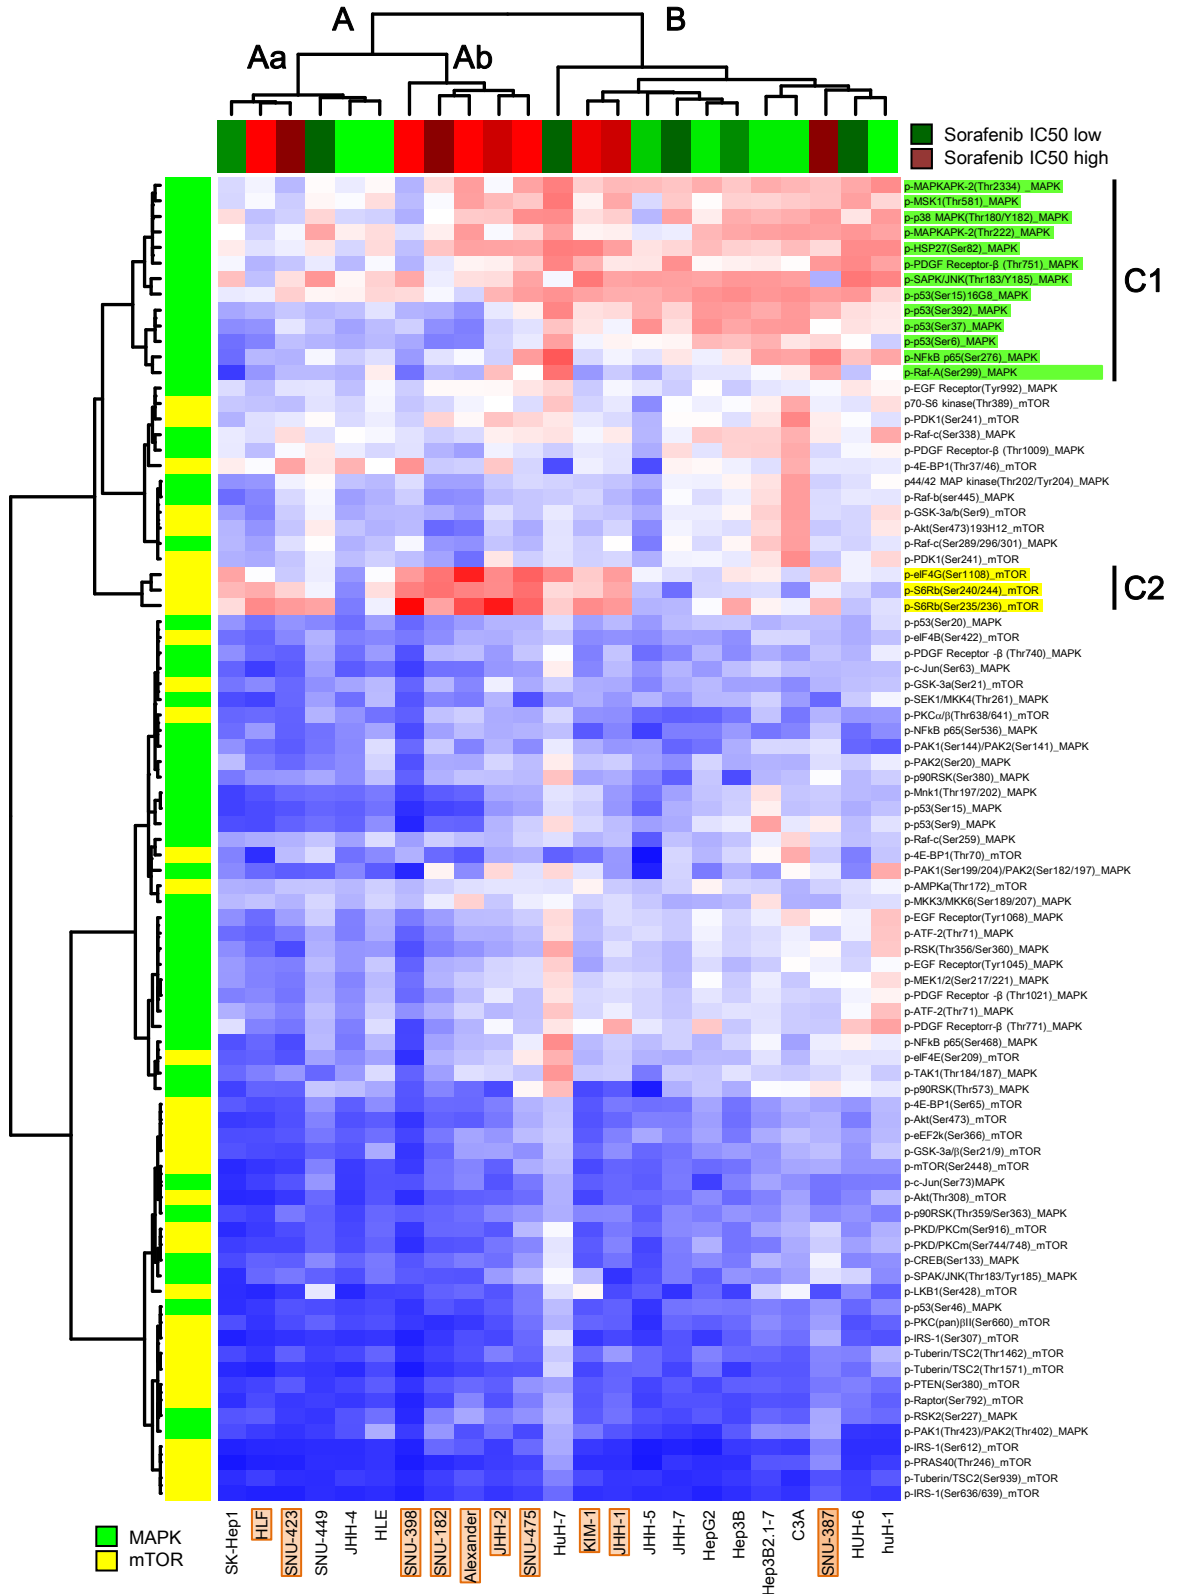 A
B
Aa
Ab
Sorafenib IC50 low
Sorafenib IC50 high
p-MAPKAPK-2(Thr2334) _MAPK
p-MSK1(Thr581)_MAPK
p-p38 MAPK(Thr180/Y182)_MAPK
p-MAPKAPK-2(Thr222)_MAPK
p-HSP27(Ser82)_MAPK
p-PDGF Receptor-β (Thr751)_MAPK
p-SAPK/JNK(Thr183/Y185)_MAPK
p-p53(Ser15)16G8_MAPK
p-p53(Ser392)_MAPK
p-p53(Ser37)_MAPK
p-p53(Ser6)_MAPK
p-NFkB p65(Ser276)_MAPK
p-Raf-A(Ser299)_MAPK
C1
p-EGF Receptor(Tyr992)_MAPK
p70-S6 kinase(Thr389)_mTOR
p-PDK1(Ser241)_mTOR
p-Raf-c(Ser338)_MAPK
p-PDGF Receptor-β (Thr1009)_MAPK
p-4E-BP1(Thr37/46)_mTOR
p44/42 MAP kinase(Thr202/Tyr204)_MAPK
p-Raf-b(ser445)_MAPK
p-GSK-3a/b(Ser9)_mTOR
p-Akt(Ser473)193H12_mTOR
p-Raf-c(Ser289/296/301)_MAPK
p-PDK1(Ser241)_mTOR
p-eIF4G(Ser1108)_mTOR
p-S6Rb(Ser240/244)_mTOR
p-S6Rb(Ser235/236)_mTOR
C2
p-p53(Ser20)_MAPK
p-eIF4B(Ser422)_mTOR
p-PDGF Receptor -β (Thr740)_MAPK
p-c-Jun(Ser63)_MAPK
p-GSK-3a(Ser21)_mTOR
p-SEK1/MKK4(Thr261)_MAPK
p-PKCα/β(Thr638/641)_mTOR
p-NFkB p65(Ser536)_MAPK
p-PAK1(Ser144)/PAK2(Ser141)_MAPK
p-PAK2(Ser20)_MAPK
p-p90RSK(Ser380)_MAPK
p-Mnk1(Thr197/202)_MAPK
p-p53(Ser15)_MAPK
p-p53(Ser9)_MAPK
p-Raf-c(Ser259)_MAPK
p-4E-BP1(Thr70)_mTOR
p-PAK1(Ser199/204)/PAK2(Ser182/197)_MAPK
p-AMPKa(Thr172)_mTOR
p-MKK3/MKK6(Ser189/207)_MAPK
p-EGF Receptor(Tyr1068)_MAPK
p-ATF-2(Thr71)_MAPK
p-RSK(Thr356/Ser360)_MAPK
p-EGF Receptor(Tyr1045)_MAPK
p-MEK1/2(Ser217/221)_MAPK
p-PDGF Receptor -β (Thr1021)_MAPK
p-ATF-2(Thr71)_MAPK
p-PDGF Receptorr-β (Thr771)_MAPK
p-NFkB p65(Ser468)_MAPK
p-eIF4E(Ser209)_mTOR
p-TAK1(Thr184/187)_MAPK
p-p90RSK(Thr573)_MAPK
p-4E-BP1(Ser65)_mTOR
p-Akt(Ser473)_mTOR
p-eEF2k(Ser366)_mTOR
p-GSK-3a/β(Ser21/9)_mTOR
p-mTOR(Ser2448)_mTOR
p-c-Jun(Ser73)MAPK
p-Akt(Thr308)_mTOR
p-p90RSK(Thr359/Ser363)_MAPK
p-PKD/PKCm(Ser916)_mTOR
p-PKD/PKCm(Ser744/748)_mTOR
p-CREB(Ser133)_MAPK
p-SPAK/JNK(Thr183/Tyr185)_MAPK
p-LKB1(Ser428)_mTOR
p-p53(Ser46)_MAPK
p-PKC(pan)βII(Ser660)_mTOR
p-IRS-1(Ser307)_mTOR
p-Tuberin/TSC2(Thr1462)_mTOR
p-Tuberin/TSC2(Thr1571)_mTOR
p-PTEN(Ser380)_mTOR
p-Raptor(Ser792)_mTOR
p-RSK2(Ser227)_MAPK
p-PAK1(Thr423)/PAK2(Thr402)_MAPK
p-IRS-1(Ser612)_mTOR
p-PRAS40(Thr246)_mTOR
p-Tuberin/TSC2(Ser939)_mTOR
p-IRS-1(Ser636/639)_mTOR
MAPK
mTOR
SK-Hep1
HLF
SNU-423
SNU-449
JHH-4
HLE
SNU-398
SNU-182
Alexander
JHH-2
SNU-475
HuH-7
KIM-1
JHH-1
JHH-5
JHH-7
HepG2
Hep3B
Hep3B2.1-7
C3A
SNU-387
HUH-6
huH-1